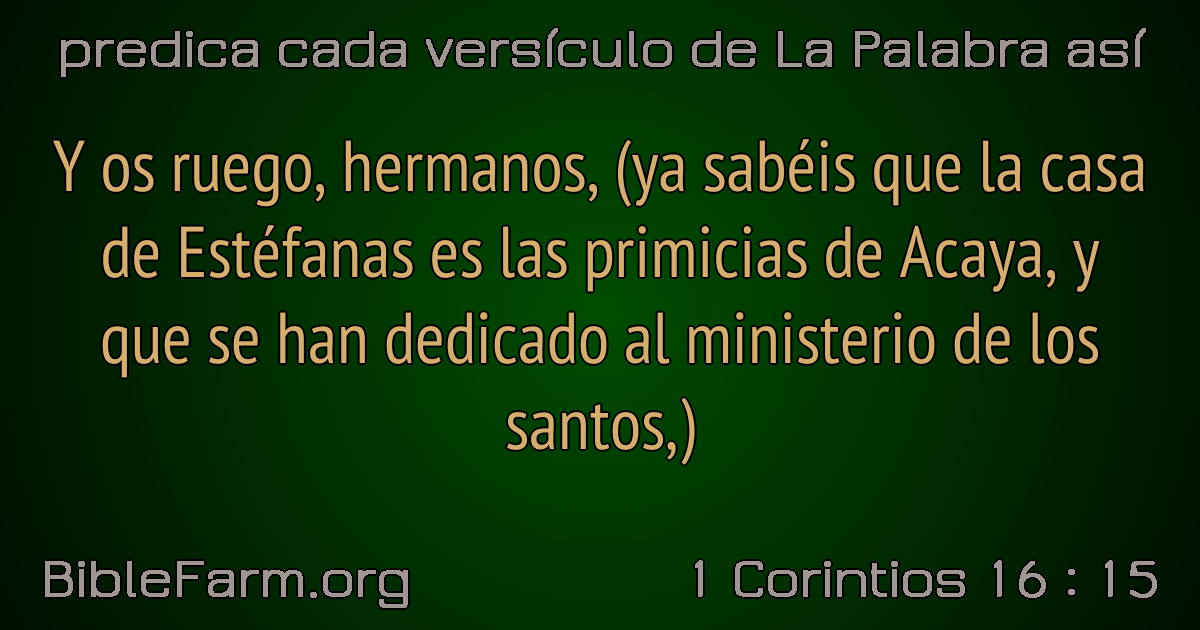 predica cada versículo de La Palabra así
Y os ruego, hermanos, (ya sabéis que la casa
de Estéfanas es las primicias de Acaya, y
que se han dedicado al ministerio de los
santos,)
BibleFarm.org
1 Corintios 16 : 15